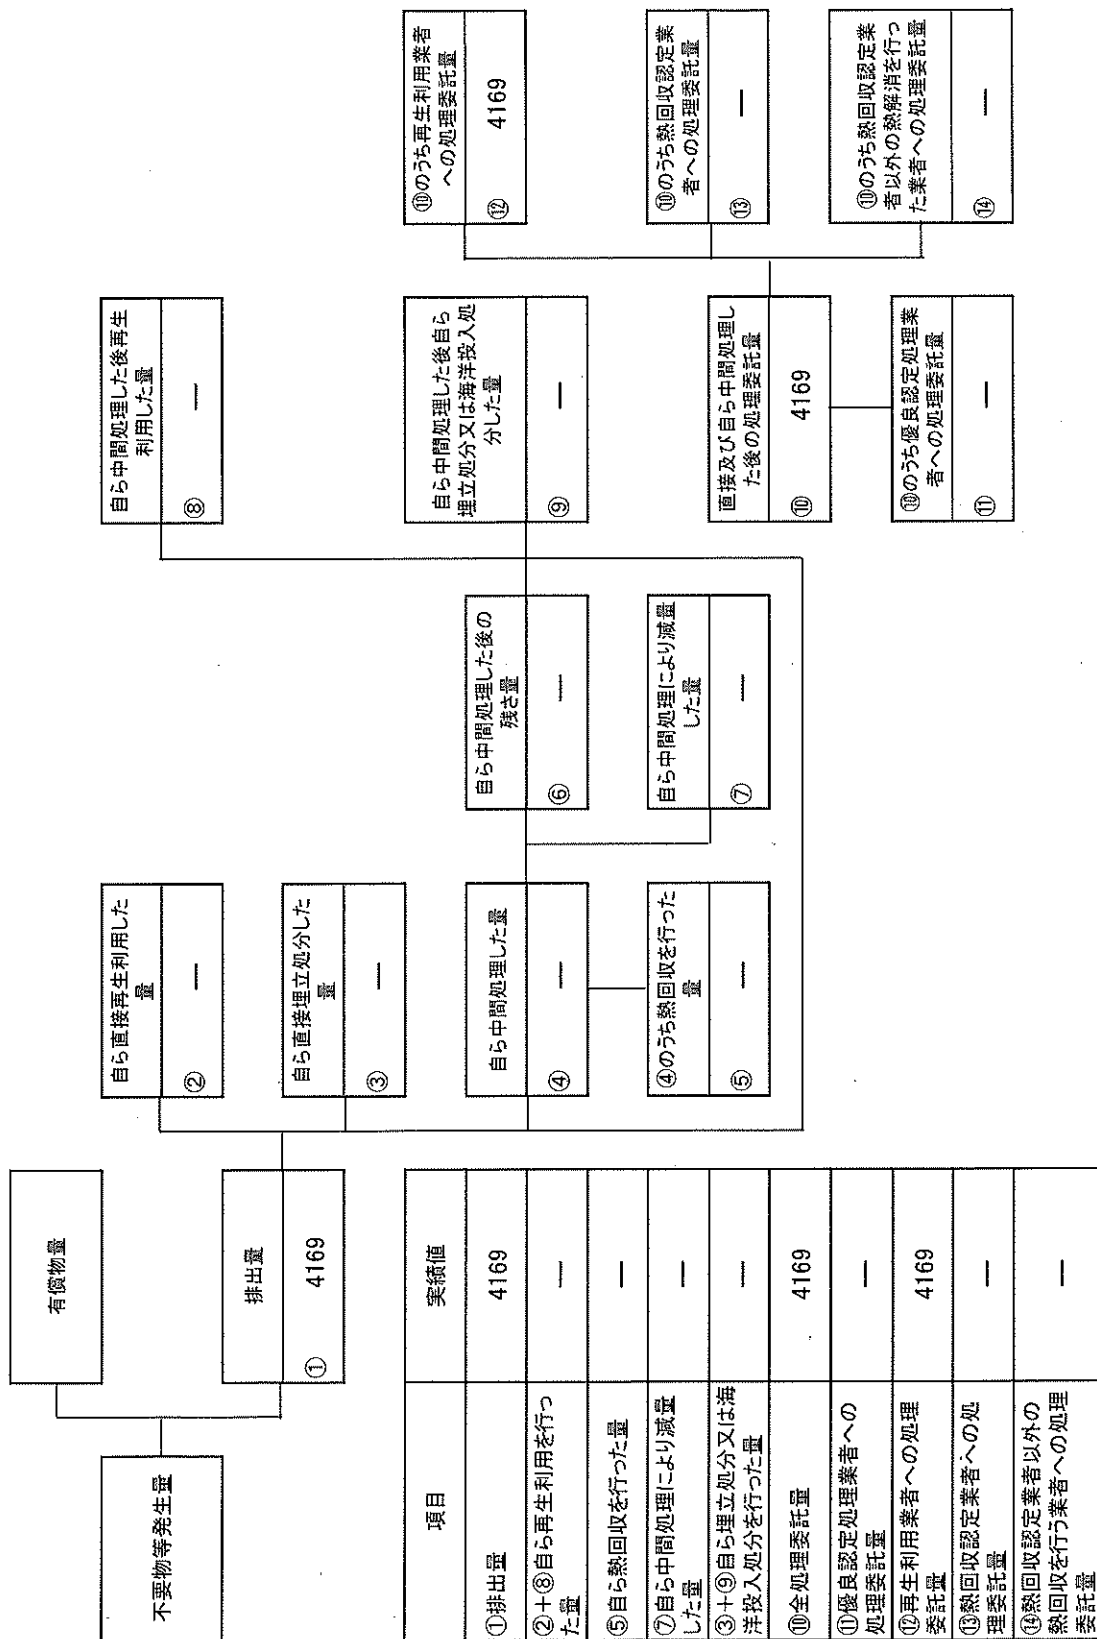 不要物等発生量
有償物量
排出量
① 4169
自ら直接再生利用した
量
② —
自ら直接埋立処分した
量
③ —
自ら中間処理した量
④ —
④のうち熱回収を行った
量
⑤ —
自ら中間処理した後の
残さ量
⑥ —
自ら中間処理により減量
した量
⑦ —
自ら中間処理した後再生
利用した量
⑧ —
自ら中間処理した後自ら
埋立処分又は海洋投入処
分した量
⑨ —
直接及び自ら中間処理し
た後の処理委託量
⑩ 4169
⑩のうち優良認定処理業
者への処理委託量
⑪ —
⑩のうち再生利用業者
への処理委託量
⑫ 4169
⑩のうち熱回収認定業
者への処理委託量
⑬ —
⑩のうち熱回収認定業
者以外の熱解消を行っ
た業者への処理委託量
⑭ —
項目 実績値
①排出量 4169
②+⑧自ら再生利用を行っ
た量 —
⑤自ら熱回収を行った量 —
⑦自ら中間処理により減量
した量 —
③+⑨自ら埋立処分又は海
洋投入処分を行った量 —
⑩全処理委託量 4169
⑪優良認定処理業者への
処理委託量 —
⑫再生利用業者への処理
委託量 4169
⑬熱回収認定業者への処
理委託量 —
⑭熱回収認定業者以外の
熱回収を行う業者への処理
委託量 —